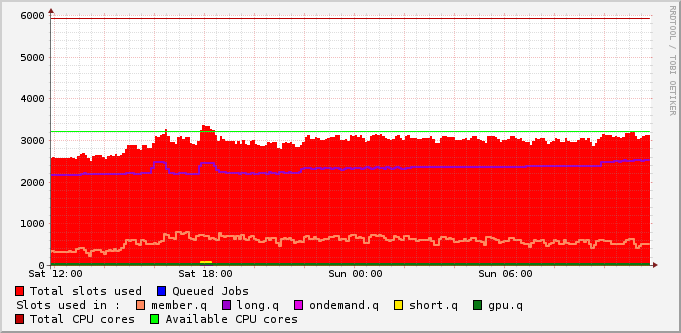 6000
5000
4000
3000
2000
1000
0
Sat 12:00 Sat 18:00 Sun 00:00 Sun 06:00
Total slots used Queued Jobs
Slots used in : member.q long.q ondemand.q short.q gpu.q
Total CPU cores Available CPU cores
RRDTOOL / TOBI OETIKER